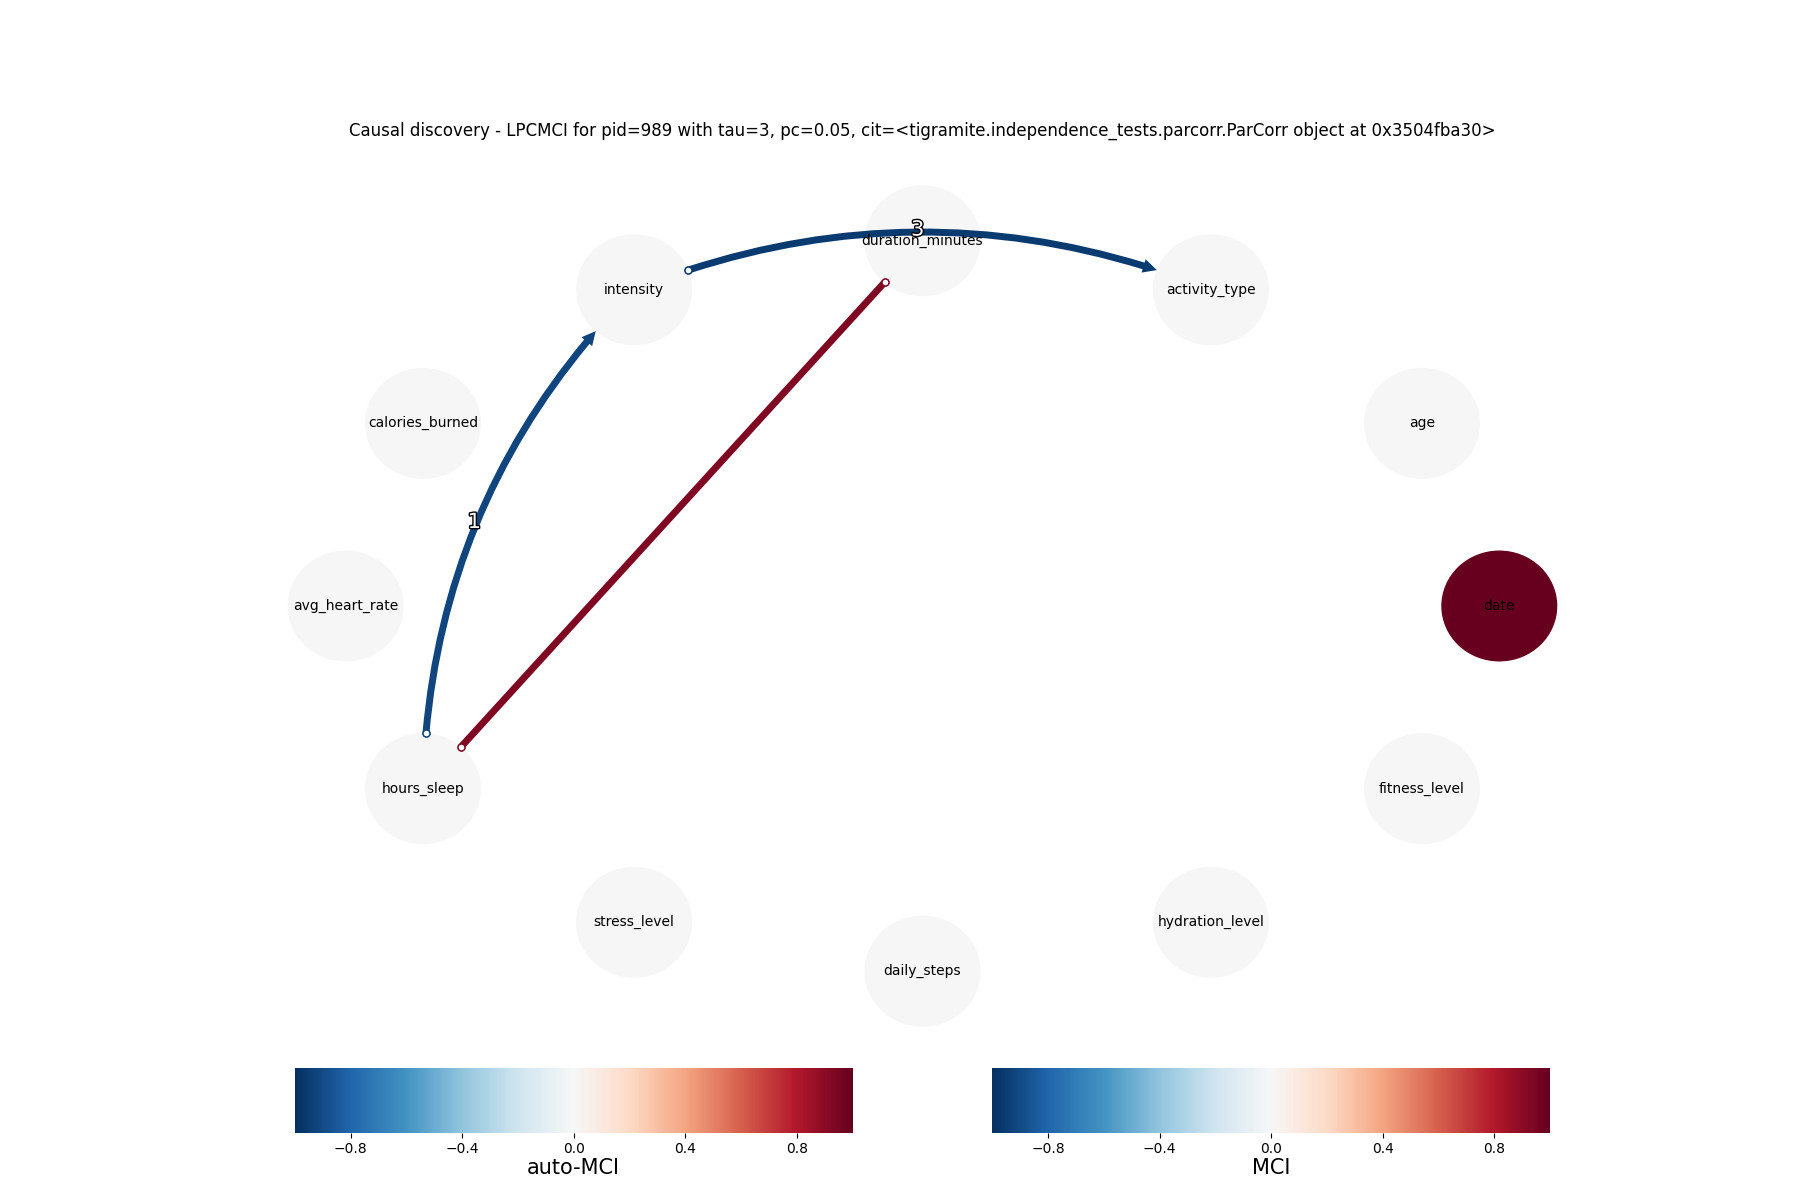 Causal discovery - LPCMCI for pid=989 with tau=3, pc=0.05, cit=<tigramite.independence_tests.parcorr.ParCorr object at 0x3504fba30>
3
duration_minutes
intensity
activity_type
calories_burned
age
1
avg_heart_rate
date
hours_sleep
fitness_level
stress_level
hydration_level
daily_steps
−0.8 −0.4 0.0 0.4 0.8
auto-MCI
−0.8 −0.4 0.0 0.4 0.8
MCI